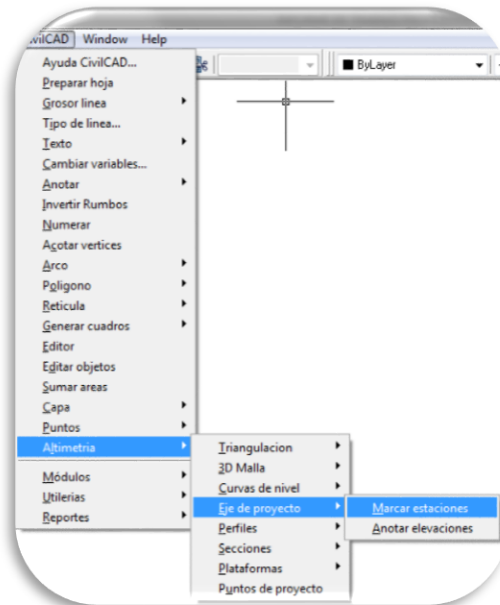 vilCAD Window Help
ByLayer
Ayuda CivilCAD...
Preparar hoja
Grosor linea
Tipo de linea...
Texto
Cambiar variables...
Anotar
Invertir Rumbos
Numerar
Acotar vertices
Arco
Poligono
Reticula
Generar cuadros
Editor
Editar objetos
Sumar areas
Capa
Puntos
Altimetria
Módulos
Utilerias
Reportes
Triangulacion
3D Malla
Curvas de nivel
Eje de proyecto
Perfiles
Secciones
Plataformas
Puntos de proyecto
Marcar estaciones
Anotar elevaciones